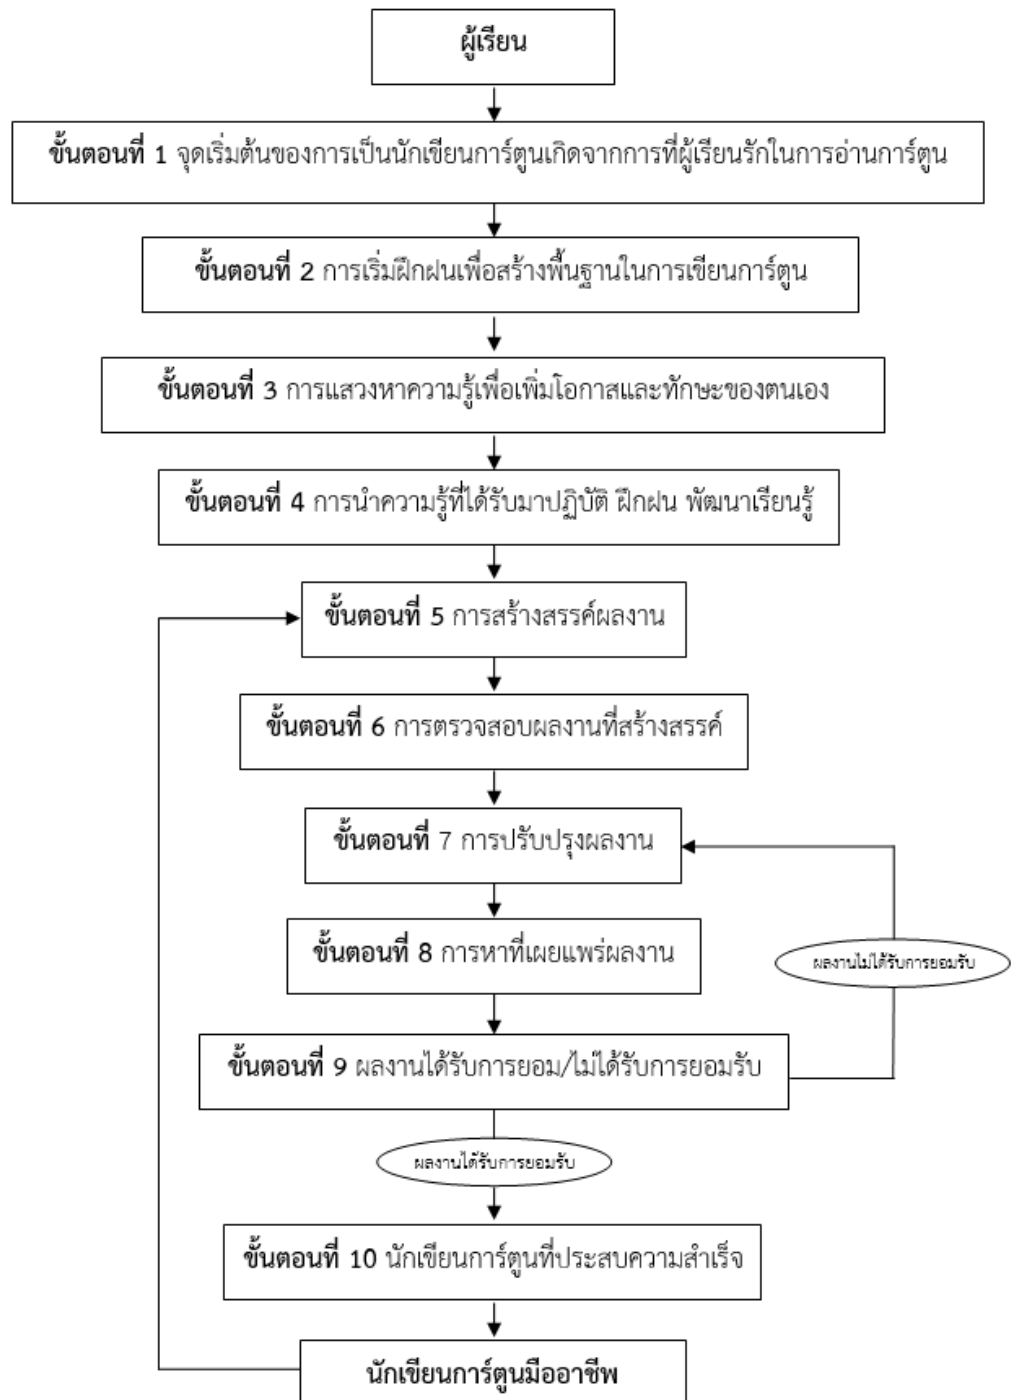 ผู้เรียน
ขั้นตอนที่ 1 จุดเริ่มต้นของการเป็นนักเขียนการ์ตูนเกิดจากการที่ผู้เรียนรักในการอ่านการ์ตูน
ขั้นตอนที่ 2 การเริ่มฝึกฝนเพื่อสร้างพื้นฐานในการเขียนการ์ตูน
ขั้นตอนที่ 3 การแสวงหาความรู้เพื่อเพิ่มโอกาสและทักษะของตนเอง
ขั้นตอนที่ 4 การนำความรู้ที่ได้รับมาปฏิบัติ ฝึกฝน พัฒนาเรียนรู้
ขั้นตอนที่ 5 การสร้างสรรค์ผลงาน
ขั้นตอนที่ 6 การตรวจสอบผลงานที่สร้างสรรค์
ขั้นตอนที่ 7 การปรับปรุงผลงาน
ขั้นตอนที่ 8 การหาที่เผยแพร่ผลงาน
ผลงานไม่ได้รับการยอมรับ
ขั้นตอนที่ 9 ผลงานได้รับการยอม/ไม่ได้รับการยอมรับ
ผลงานได้รับการยอมรับ
ขั้นตอนที่ 10 นักเขียนการ์ตูนที่ประสบความสำเร็จ
นักเขียนการ์ตูนมืออาชีพ